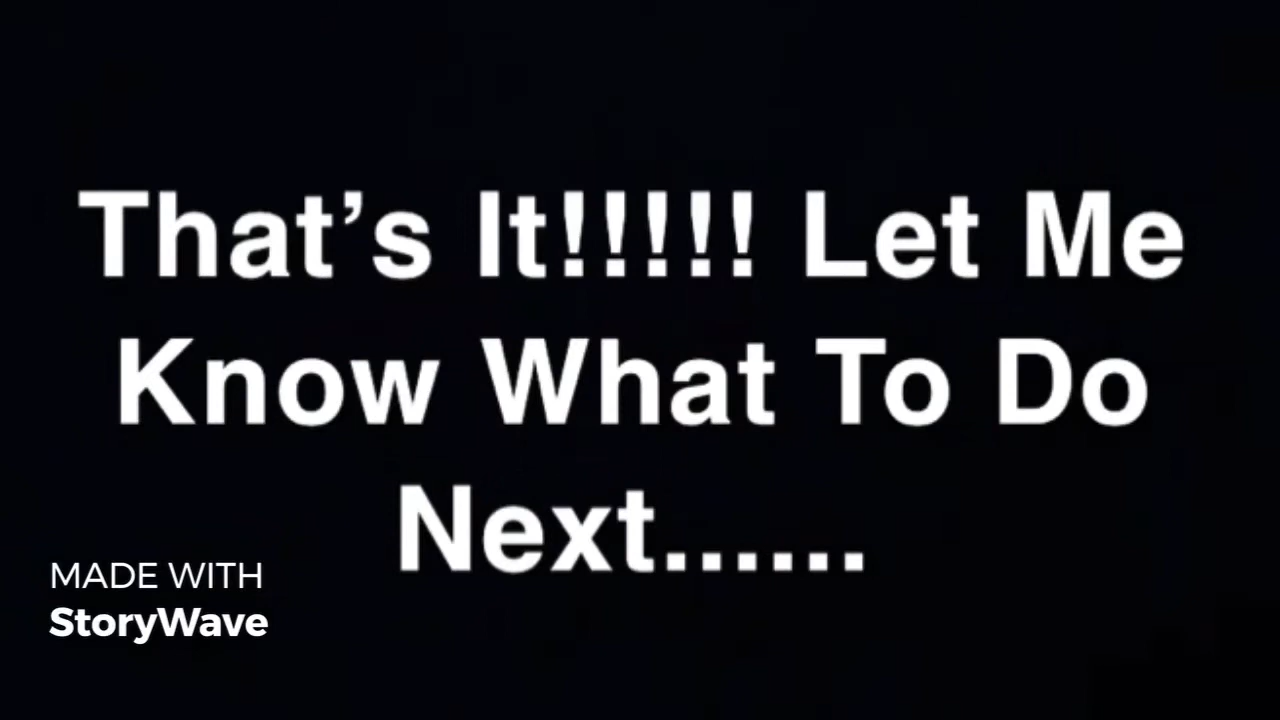 That’s It!!!!! Let Me
Know What To Do
Next......
MADE WITH
StoryWave